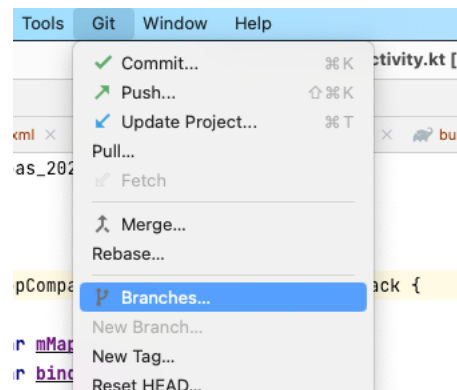 Tools Git Window Help
Commit... ⌘K
ctivity.kt [
Push... ⇧⌘K
xml × Update Project... ⌘T × bu
Pull...
as_202
Fetch
Merge...
Rebase...
pCompa ack {
Branches...
New Branch...
r mMap
New Tag...
r bind
Reset HEAD...